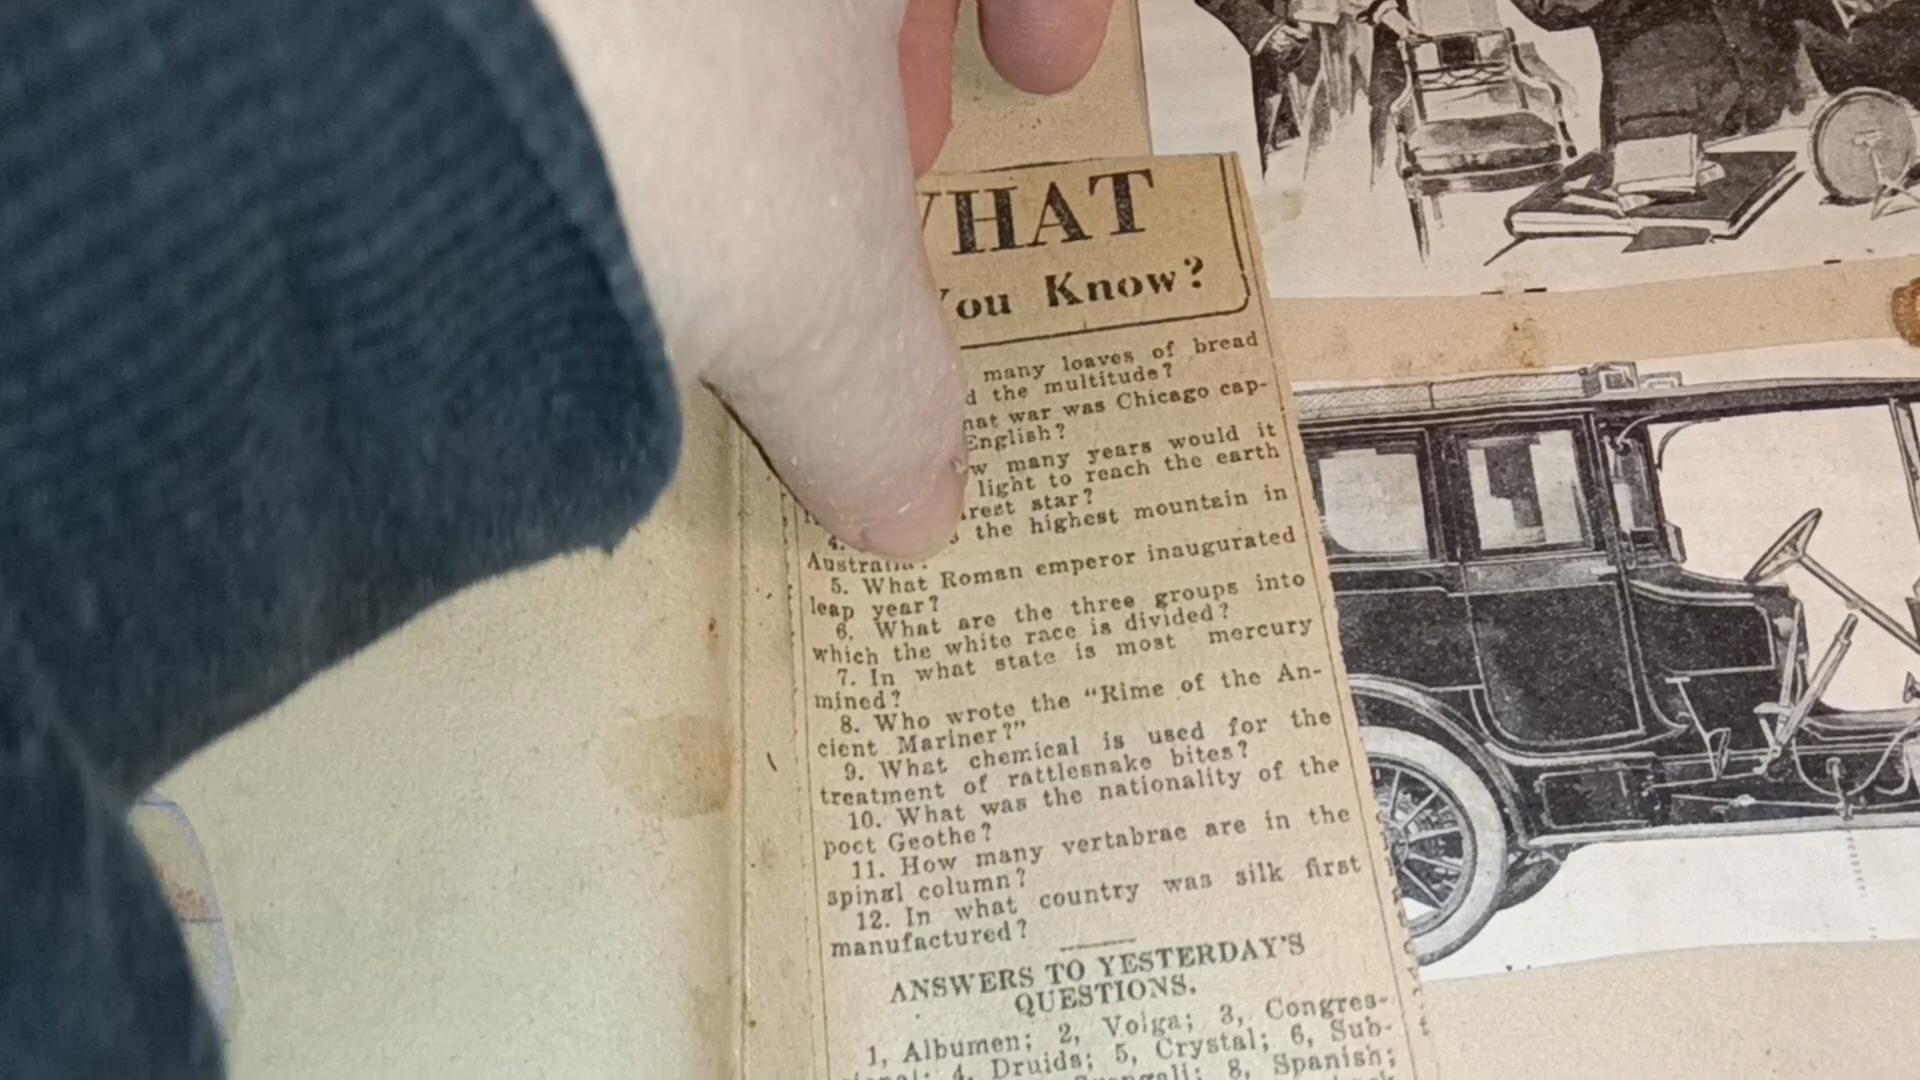 WHAT
You Know?
many loaves of bread
d the multitude?
hat war was Chicago cap-
English?
w many years would it
light to reach the earth
arest star?
4. s the highest mountain in
Australia?
5. What Roman emperor inaugurated
leap year?
6. What are the three groups into
which the white race is divided?
7. In what state is most mercury
mined?
8. Who wrote the "Rime of the An-
cient Mariner?"
9. What chemical is used for the
treatment of rattlesnake bites?
10. What was the nationality of the
poet Geothe?
11. How many vertabrae are in the
spinal column?
12. In what country was silk first
manufactured?
ANSWERS TO YESTERDAY'S
QUESTIONS.
1, Albumen; 2, Volga; 3, Congres-
sional; 4, Druids; 5, Crystal; 6, Sub-
8, Spanish;